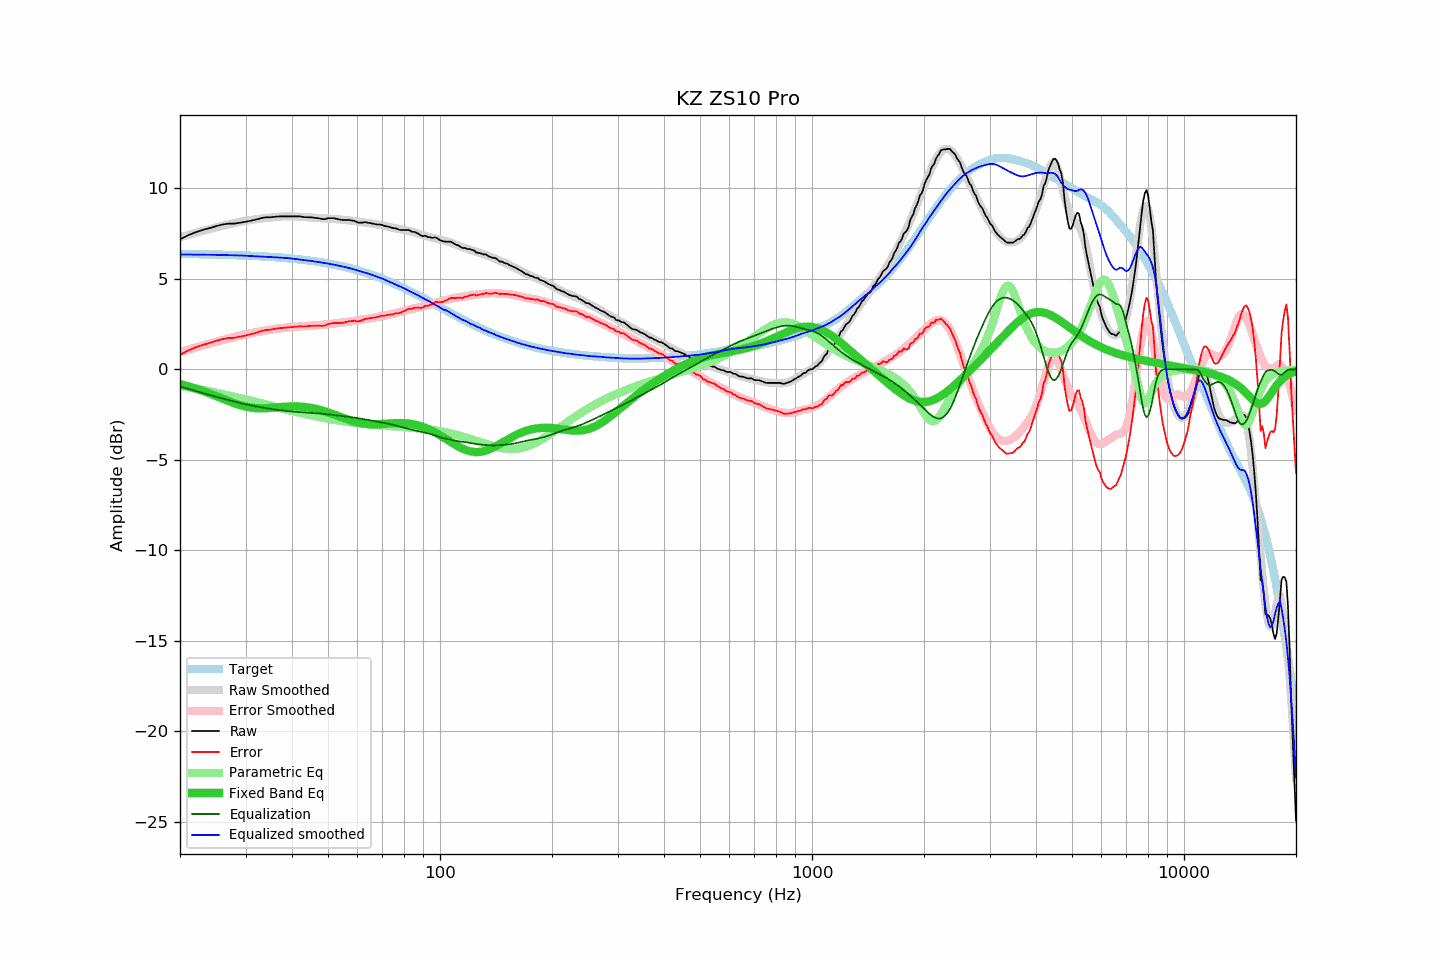 KZ ZS10 Pro
Amplitude (dBr)
10
5
0
−5
−10
−15
−20
−25
Target
Raw Smoothed
Error Smoothed
Raw
Error
Parametric Eq
Fixed Band Eq
Equalization
Equalized smoothed
100
1000
10000
Frequency (Hz)